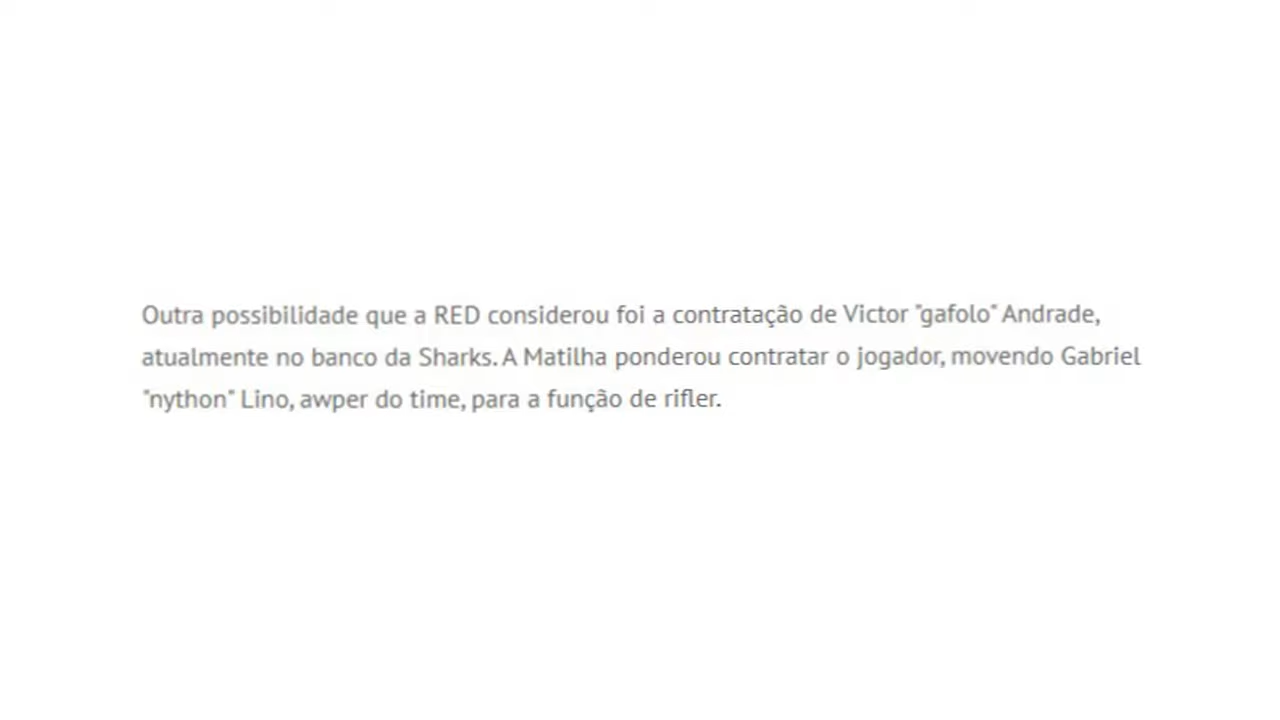 Outra possibilidade que a RED considerou foi a contratação de Victor "gafolo" Andrade,
atualmente no banco da Sharks. A Matilha ponderou contratar o jogador, movendo Gabriel
"nython" Lino, awper do time, para a função de rifler.